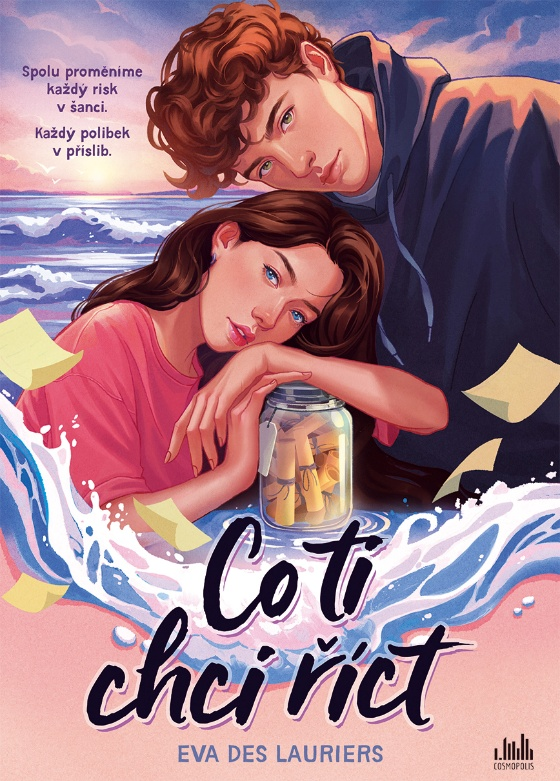 Spolu proměníme
každý risk
v šanci.
Každý polibek
v příslib.
Co ti
chci říct
EVA DES LAURIERS
COSMOPOLIS